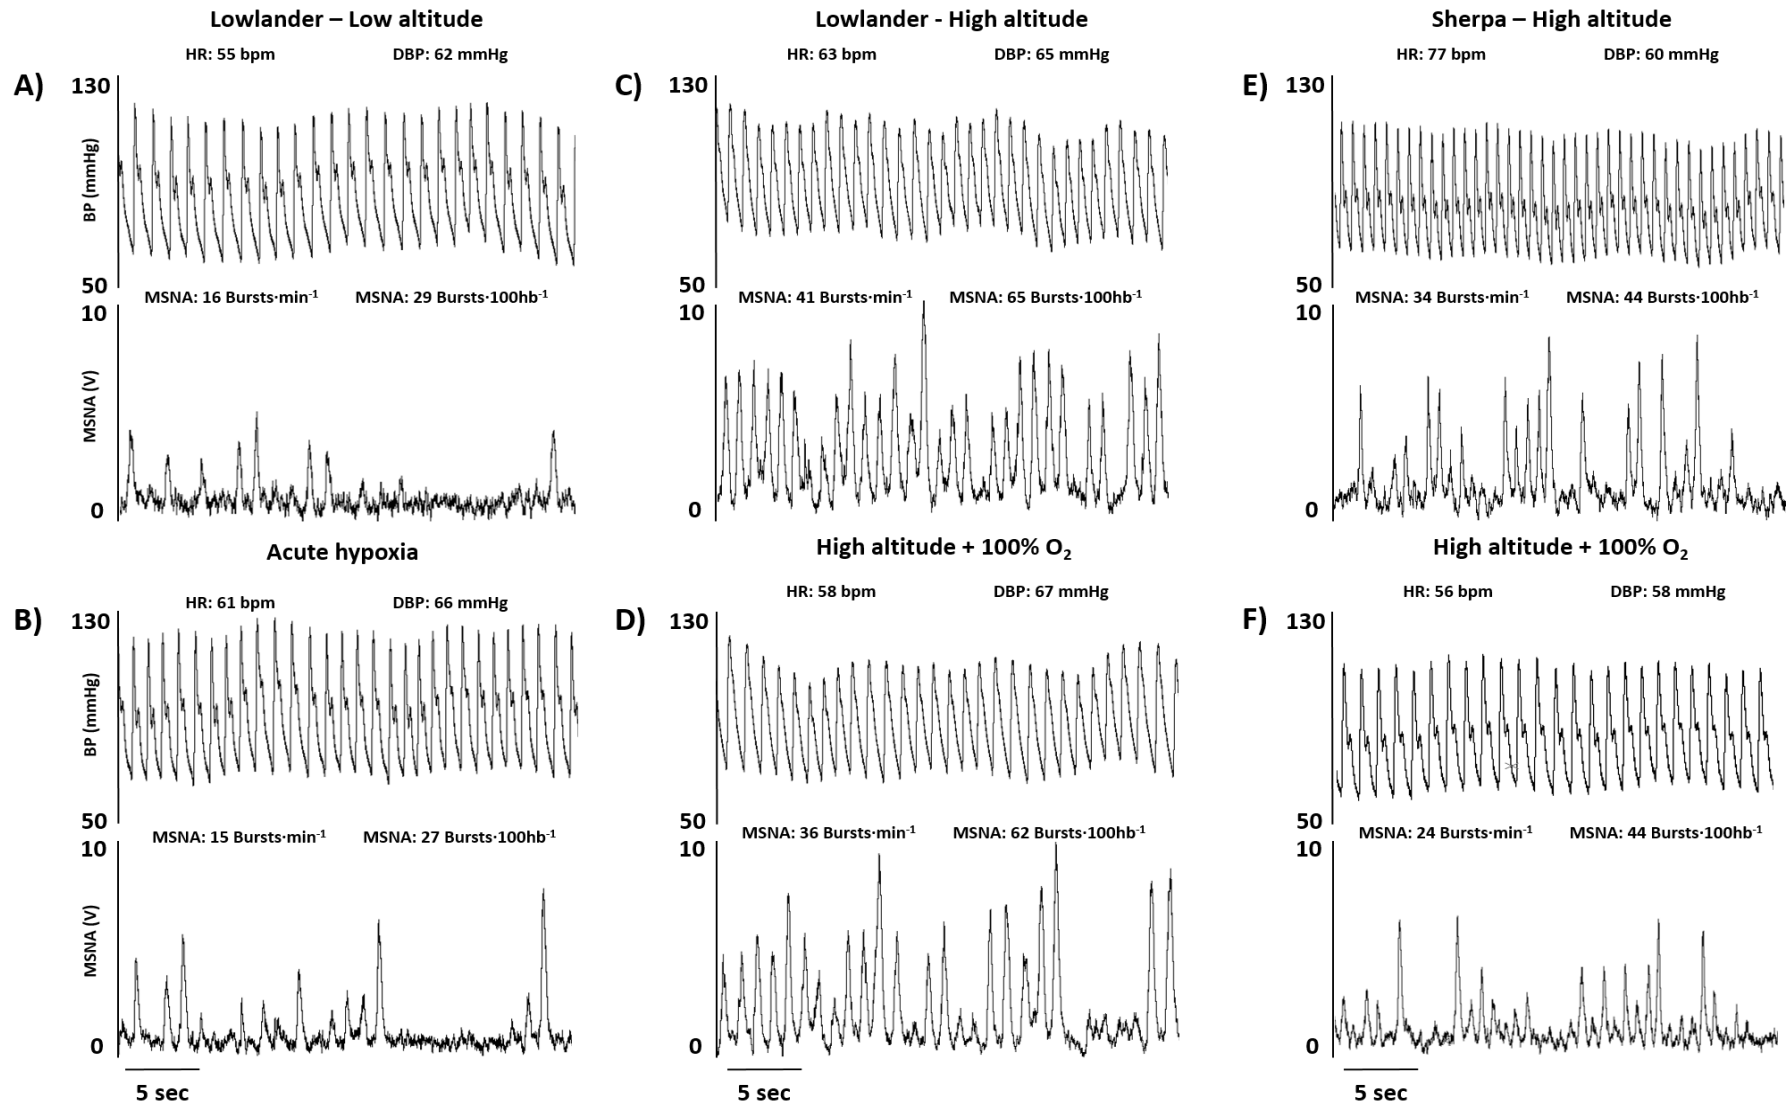 Lowlander – Low altitude
HR: 55 bpm DBP: 62 mmHg
A)
130
BP (mmHg)
50
MSNA: 16 Bursts·min-1 MSNA: 29 Bursts·100hb-1
10
MSNA (V)
0
Acute hypoxia
HR: 61 bpm DBP: 66 mmHg
B)
130
BP (mmHg)
50
MSNA: 15 Bursts·min-1 MSNA: 27 Bursts·100hb-1
10
MSNA (V)
0
5 sec
Lowlander - High altitude
HR: 63 bpm DBP: 65 mmHg
C)
130
50
MSNA: 41 Bursts·min-1 MSNA: 65 Bursts·100hb-1
10
0
High altitude + 100% O2
HR: 58 bpm DBP: 67 mmHg
D)
130
50
MSNA: 36 Bursts·min-1 MSNA: 62 Bursts·100hb-1
10
0
5 sec
Sherpa – High altitude
HR: 77 bpm DBP: 60 mmHg
E)
130
50
MSNA: 34 Bursts·min-1 MSNA: 44 Bursts·100hb-1
10
0
High altitude + 100% O2
HR: 56 bpm DBP: 58 mmHg
F)
130
50
MSNA: 24 Bursts·min-1 MSNA: 44 Bursts·100hb-1
10
0
5 sec